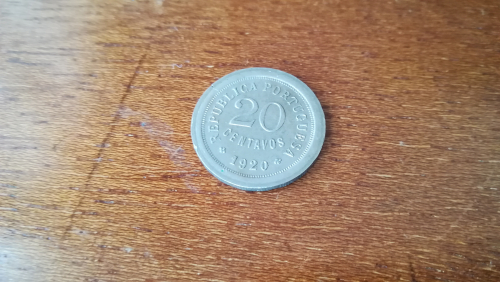 REPUBLICA PORTUGUESA
20
CENTAVOS
* 1920 *